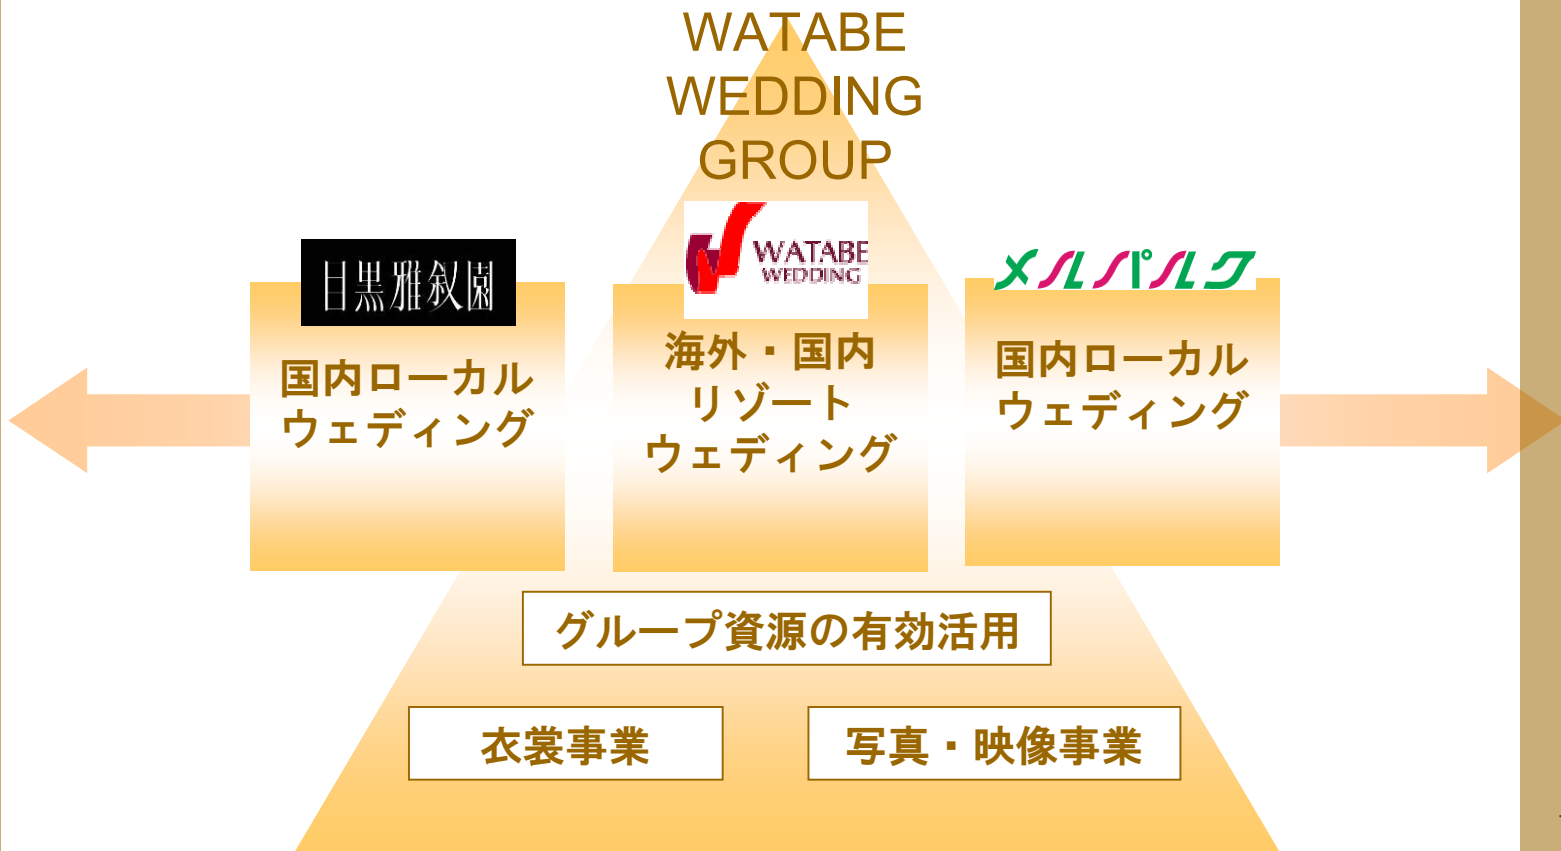 WATABE
WEDDING
GROUP
目黒雅叙園
国内ローカル
ウェディング
WATABE
WEDDING
海外・国内
リゾート
ウェディング
メルパルク
国内ローカル
ウェディング
グループ資源の有効活用
衣裳事業
写真・映像事業